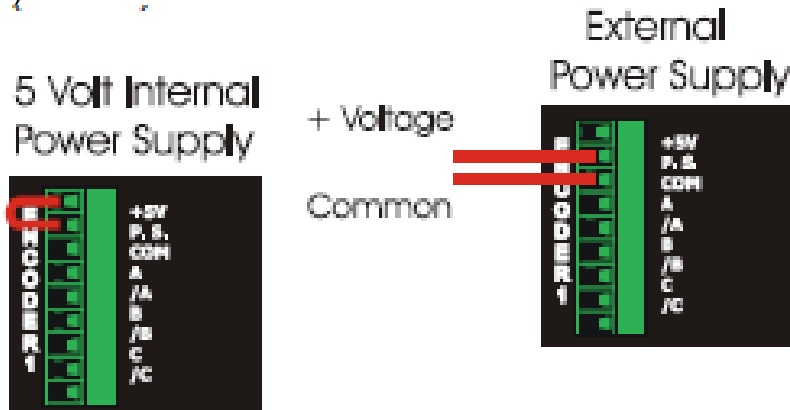 External
Power Supply
5 Volt Internal
Power Supply
+ Voltage
Common
ENCODER 1
+5V
P. S.
COM
A
/A
B
/B
C
/C
ENCODER 1
+5V
P. S.
COM
A
/A
B
/B
C
/C